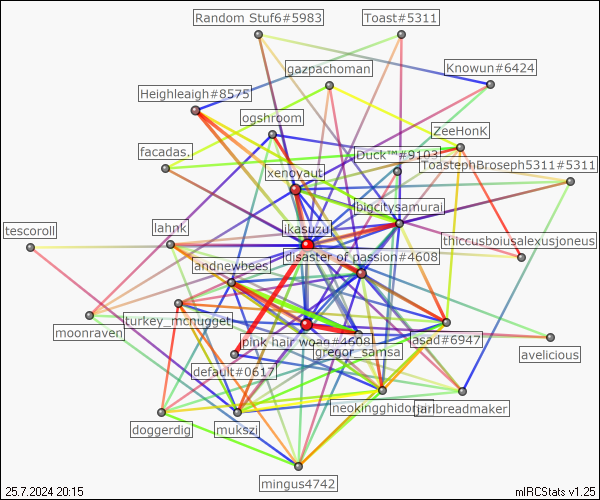 Random Stuf6#5983
Toast#5311
gazpachoman
Knowun#6424
Heighleaigh#8575
ogshroom
ZeeHonK
facadas.
Duck™#9103
xenoyaut
ToastephBroseph5311#5311
bigcitysamurai
tescoroll
lahnk
ikasuzu
thiccusboiusalexusjoneus
disaster of passion#4608
andnewbees
turkey_mcnugget
moonraven
pink hair woag#4608
asad#6947
gregor_samsa
avelicious
default#0617
neokingghidorah
harlbreadmaker
doggerdig
mukszi
mingus4742
25.7.2024 20:15
mIRCStats v1.25